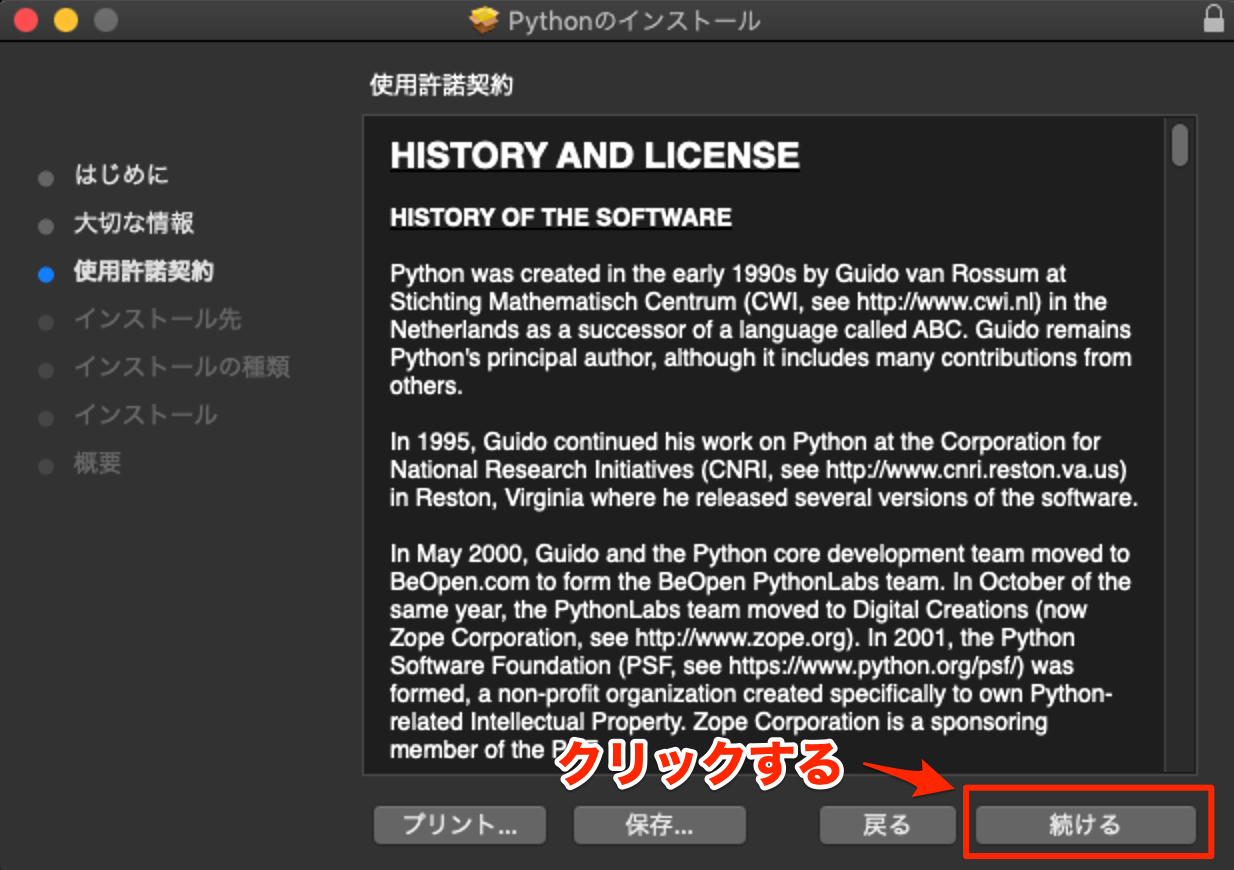 Pythonのインストール
使用許諾契約
はじめに
大切な情報
使用許諾契約
インストール先
インストールの種類
インストール
概要
HISTORY AND LICENSE
HISTORY OF THE SOFTWARE
Python was created in the early 1990s by Guido van Rossum at
Stichting Mathematisch Centrum (CWI, see http://www.cwi.nl) in the
Netherlands as a successor of a language called ABC. Guido remains
Python's principal author, although it includes many contributions from
others.
In 1995, Guido continued his work on Python at the Corporation for
National Research Initiatives (CNRI, see http://www.cnri.reston.va.us)
in Reston, Virginia where he released several versions of the software.
In May 2000, Guido and the Python core development team moved to
BeOpen.com to form the BeOpen PythonLabs team. In October of the
same year, the PythonLabs team moved to Digital Creations (now
Zope Corporation, see http://www.zope.org). In 2001, the Python
Software Foundation (PSF, see https://www.python.org/psf/) was
formed, a non-profit organization created specifically to own Python-
related Intellectual Property. Zope Corporation is a sponsoring
member of the
クリックする
プリント...
保存...
戻る
続ける